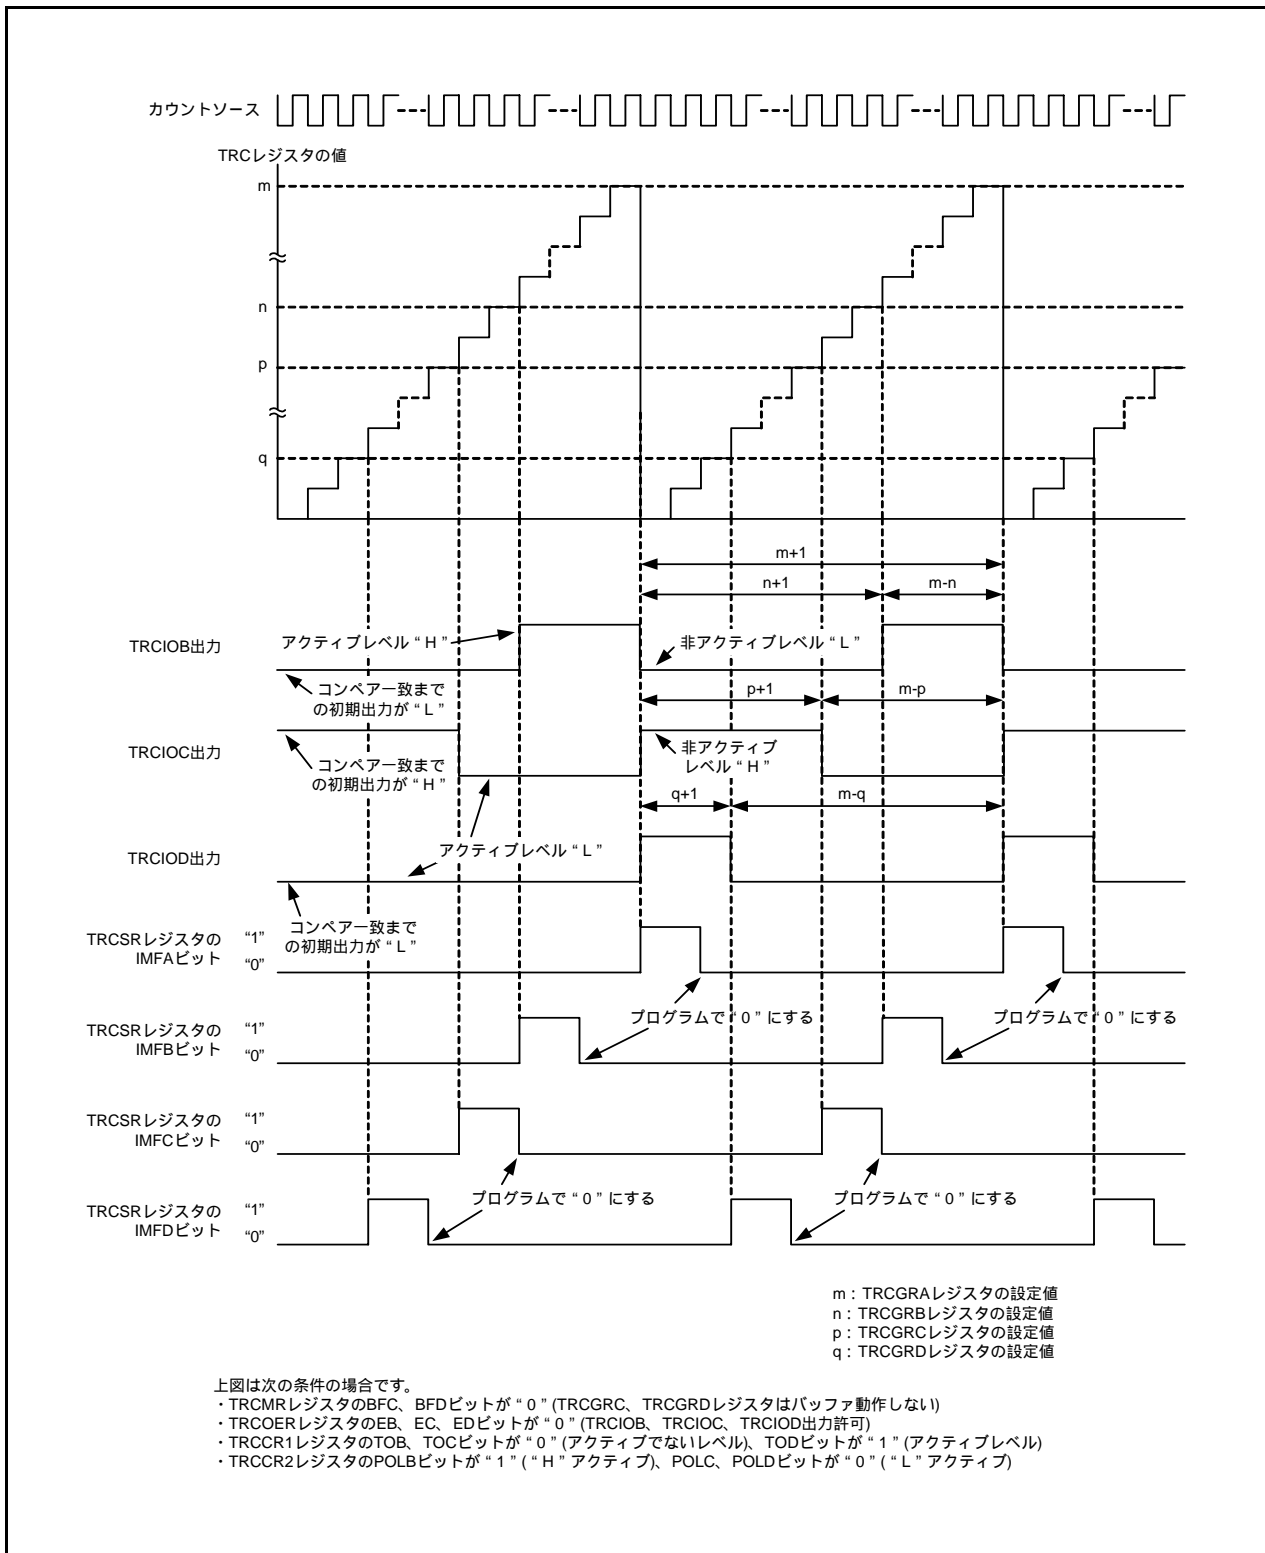 カウントソース
TRCレジスタの値
m
n
p
q
m+1
n+1
m-n
アクティブレベル“H”
非アクティブレベル“L”
TRCIOB出力
コンペア一致まで
の初期出力が“L”
p+1
m-p
TRCIOC出力
非アクティブ
レベル“H”
コンペア一致まで
の初期出力が“H”
q+1
m-q
TRCIOD出力
アクティブレベル“L”
コンペア一致まで
の初期出力が“L”
TRCSRレジスタの
IMFAビット
“1”
“0”
プログラムで“0”にする
プログラムで“0”にする
TRCSRレジスタの
IMFBビット
“1”
“0”
TRCSRレジスタの
IMFCビット
“1”
“0”
プログラムで“0”にする
プログラムで“0”にする
TRCSRレジスタの
IMFDビット
“1”
“0”
m：TRCGRAレジスタの設定値
n：TRCGRBレジスタの設定値
p：TRCGRCレジスタの設定値
q：TRCGRDレジスタの設定値
上図は次の条件の場合です。
・TRCMRレジスタのBFC、BFDビットが“0”(TRCGRC、TRCGRDレジスタはバッファ動作しない)
・TRCOERレジスタのEB、EC、EDビットが“0”(TRCIOB、TRCIOC、TRCIOD出力許可)
・TRCCR1レジスタのTOB、TOCビットが“0”(アクティブでないレベル)、TODビットが“1”(アクティブレベル)
・TRCCR2レジスタのPOLBビットが“1”(“H”アクティブ)、POLC、POLDビットが“0”(“L”アクティブ)